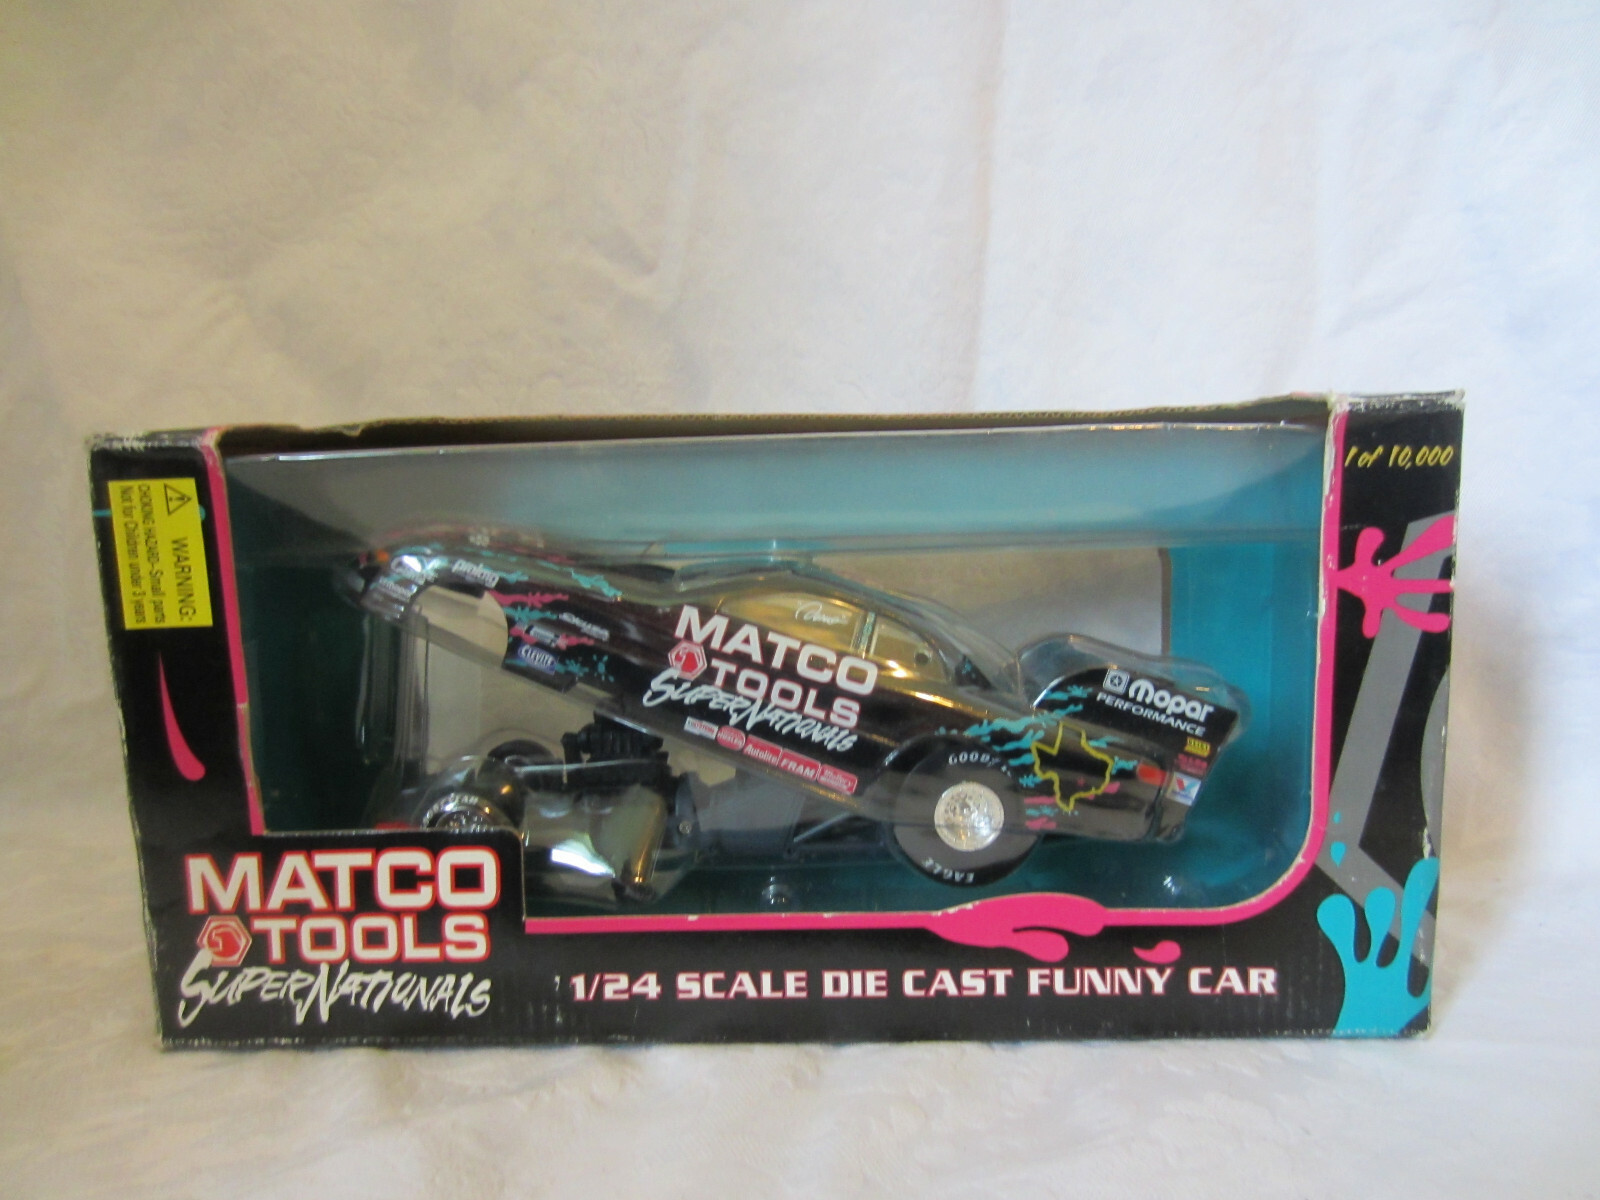 1 of 10,000
WARNING:
CHOKING HAZARD--Small parts
Not for Children under 3 years
CLEVITE
MATCO
TOOLS
SUPERNATIONALS
Autolite
FRAM
Mopar
PERFORMANCE
EAGLE
MATCO
TOOLS
SUPERNATIONALS
1/24 SCALE DIE CAST FUNNY CAR